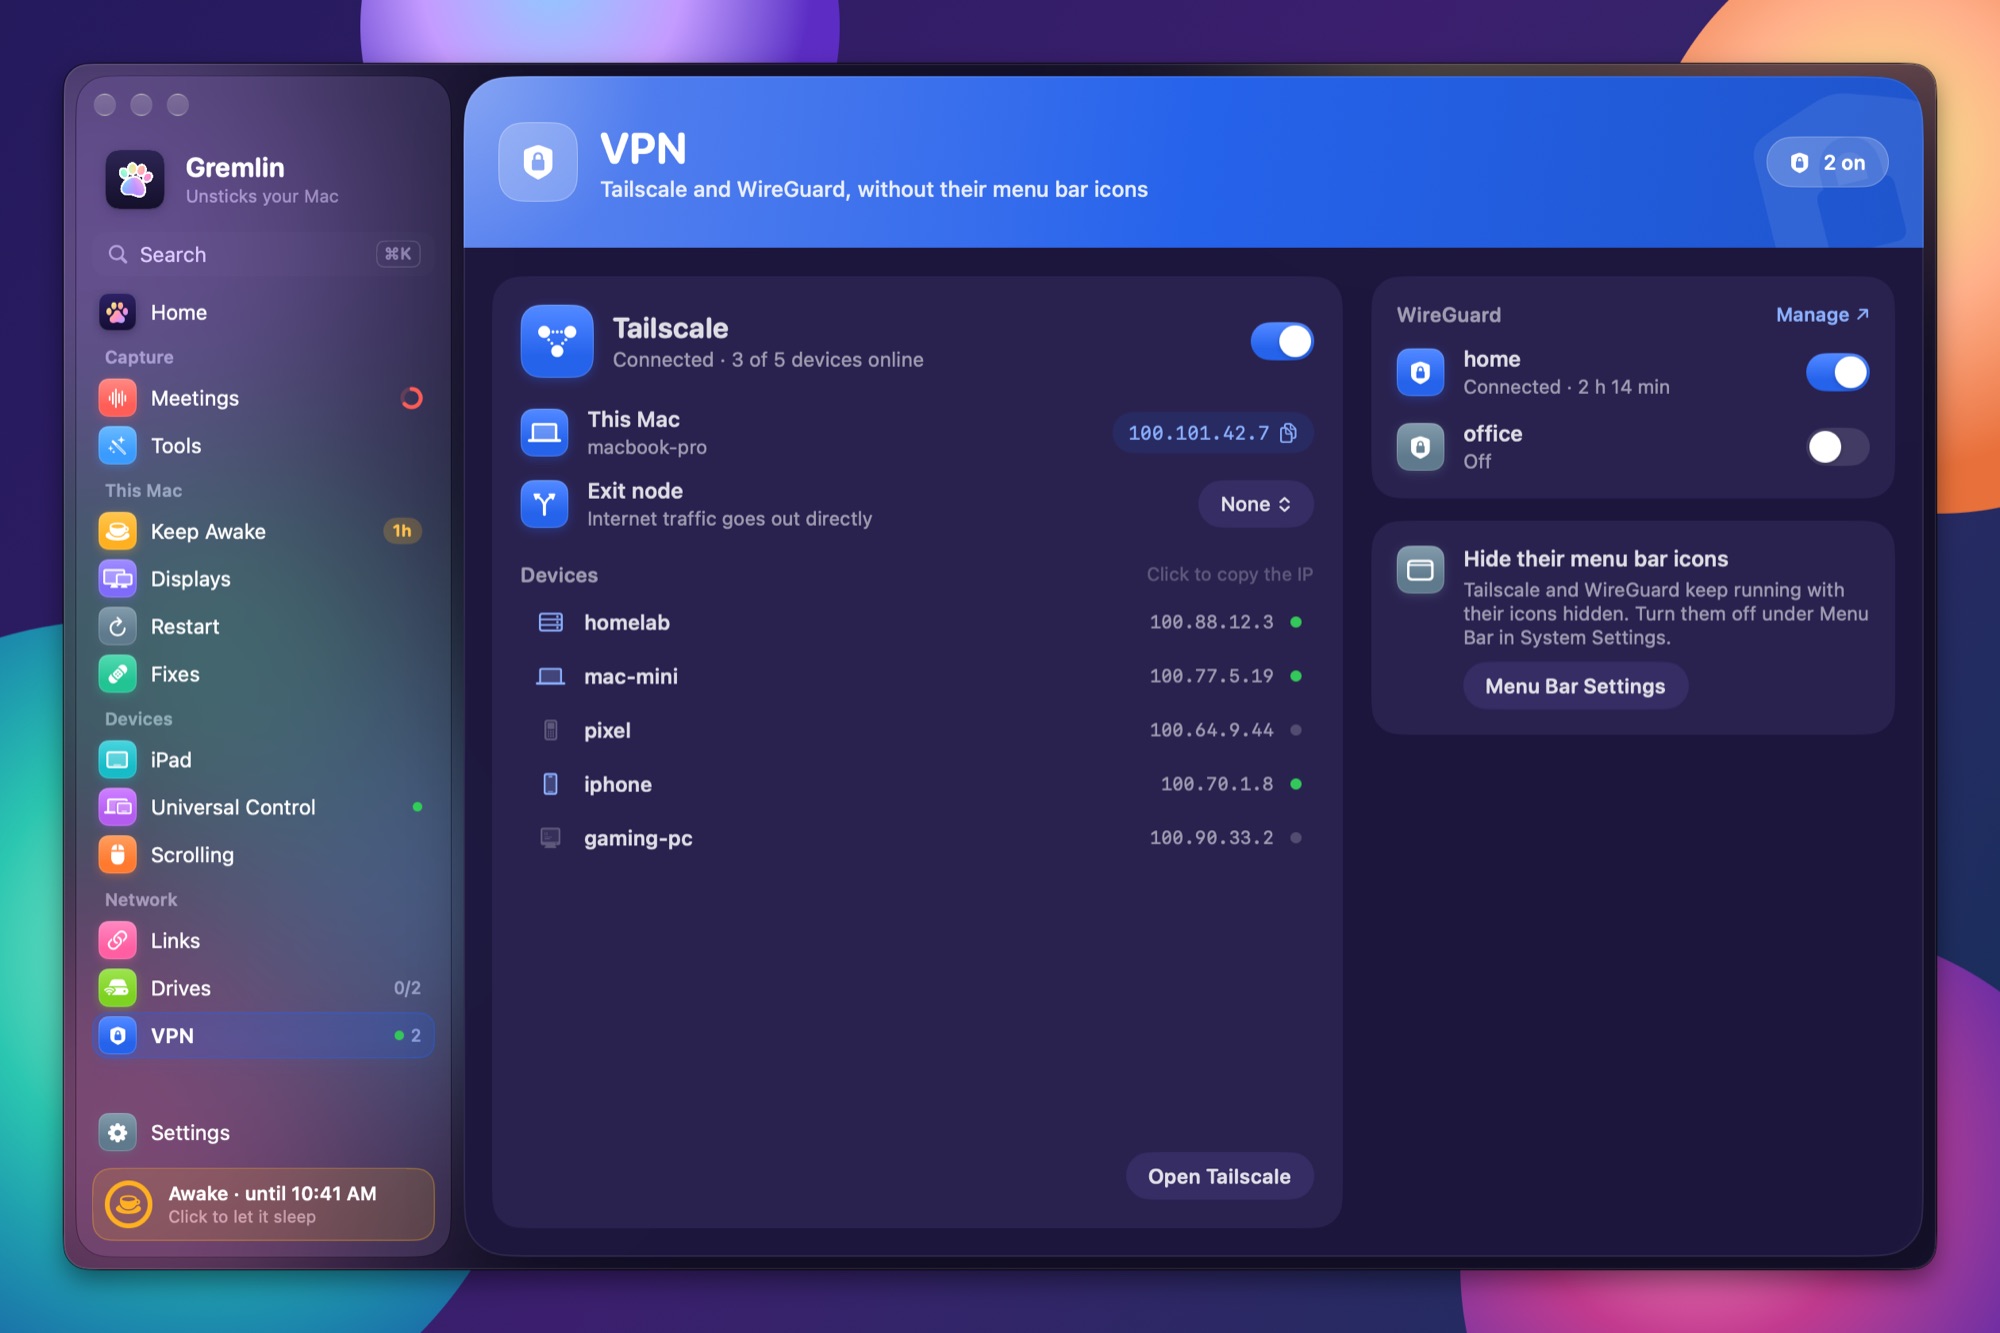 Gremlin
Unsticks your Mac
Search ⌘K
Home
Capture
Meetings
Tools
This Mac
Keep Awake 1h
Displays
Restart
Fixes
Devices
iPad
Universal Control
Scrolling
Network
Links
Drives 0/2
VPN 2
Settings
Awake · until 10:41 AM
Click to let it sleep
VPN
Tailscale and WireGuard, without their menu bar icons
2 on
Tailscale
Connected · 3 of 5 devices online
This Mac
macbook-pro
100.101.42.7
Exit node
Internet traffic goes out directly
None
Devices Click to copy the IP
homelab 100.88.12.3
mac-mini 100.77.5.19
pixel 100.64.9.44
iphone 100.70.1.8
gaming-pc 100.90.33.2
Open Tailscale
WireGuard Manage ↗
home
Connected · 2 h 14 min
office
Off
Hide their menu bar icons
Tailscale and WireGuard keep running with
their icons hidden. Turn them off under Menu
Bar in System Settings.
Menu Bar Settings